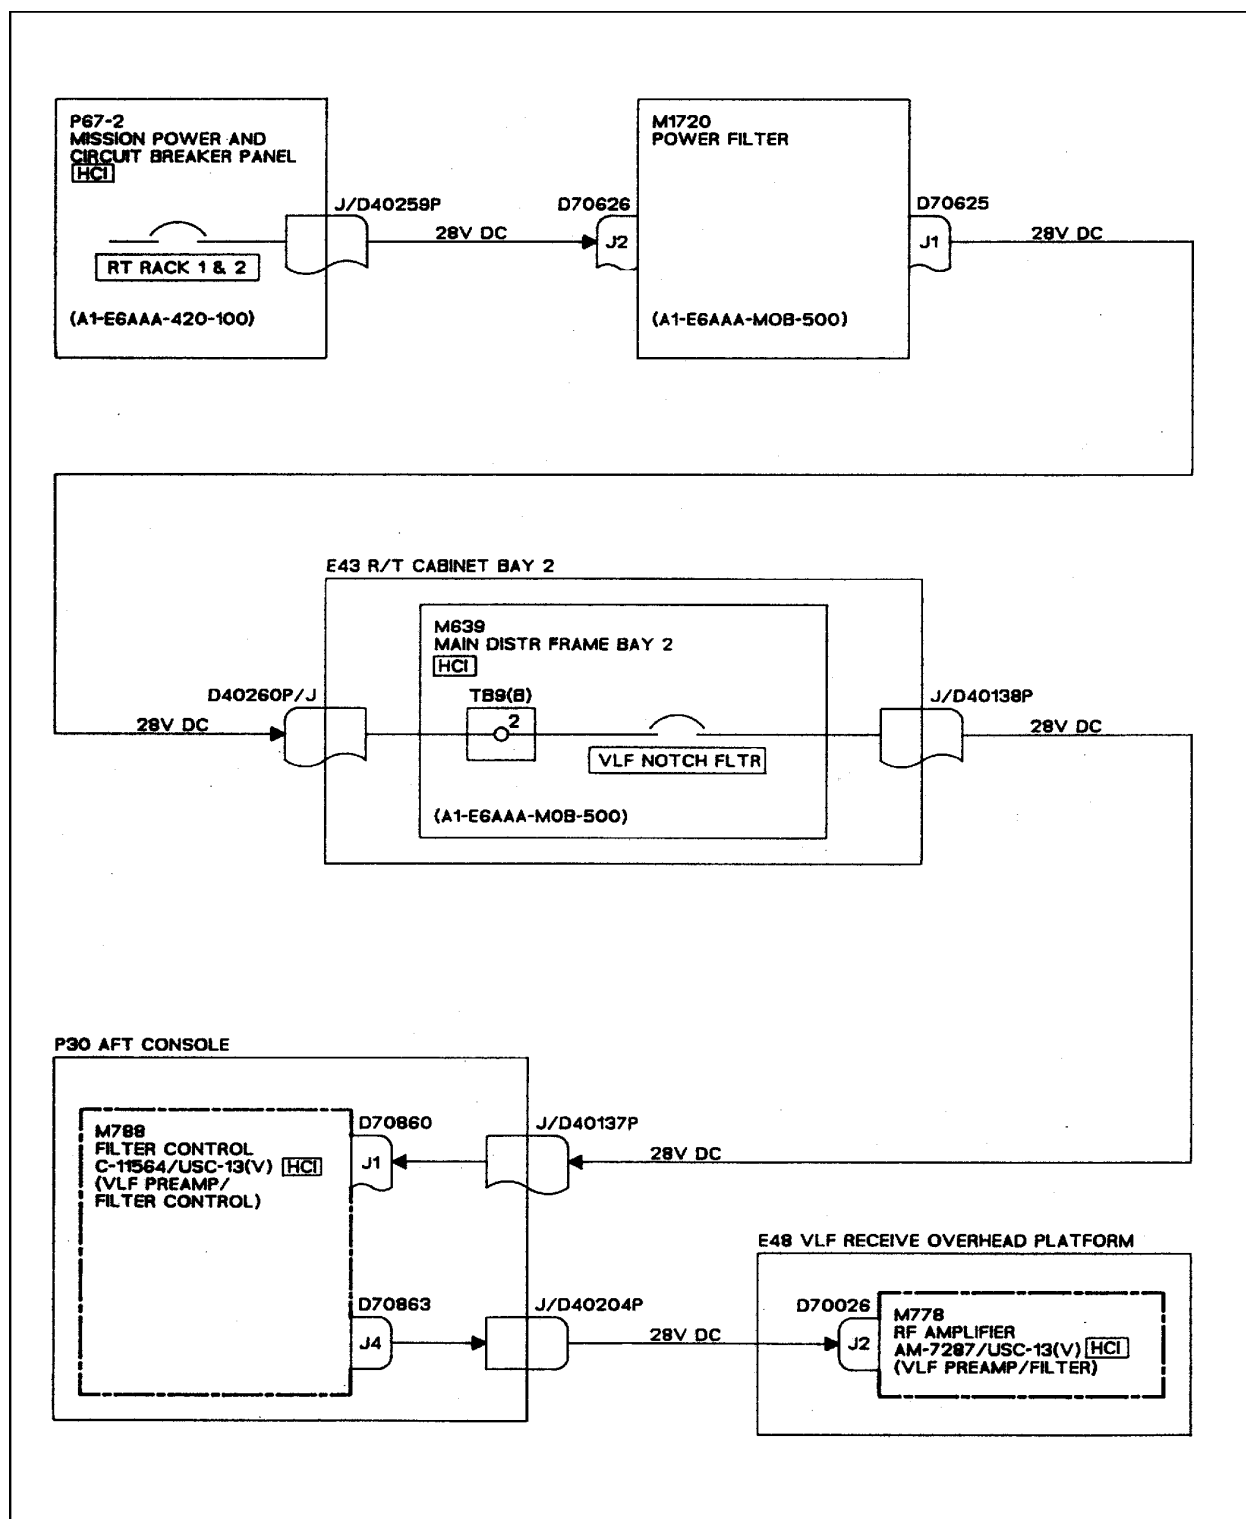 P67-2
MISSION POWER AND
CIRCUIT BREAKER PANEL
HCI
J/D40259P
RT RACK 1 & 2
(A1-E6AAA-420-100)
28V DC
M1720
POWER FILTER
D70626
J2
D70625
J1
28V DC
(A1-E6AAA-MOB-500)
E43 R/T CABINET BAY 2
M639
MAIN DISTR FRAME BAY 2
HCI
D40260P/J
28V DC
TB9(B)
2
VLF NOTCH FLTR
J/D40138P
28V DC
(A1-E6AAA-MOB-500)
P30 AFT CONSOLE
M788
FILTER CONTROL
C-11564/USC-13(V) HCI
(VLF PREAMP/
FILTER CONTROL)
D70860
J1
J/D40137P
28V DC
D70863
J4
J/D40204P
28V DC
E48 VLF RECEIVE OVERHEAD PLATFORM
D70026
J2
M778
RF AMPLIFIER
AM-7287/USC-13(V) HCI
(VLF PREAMP/FILTER)